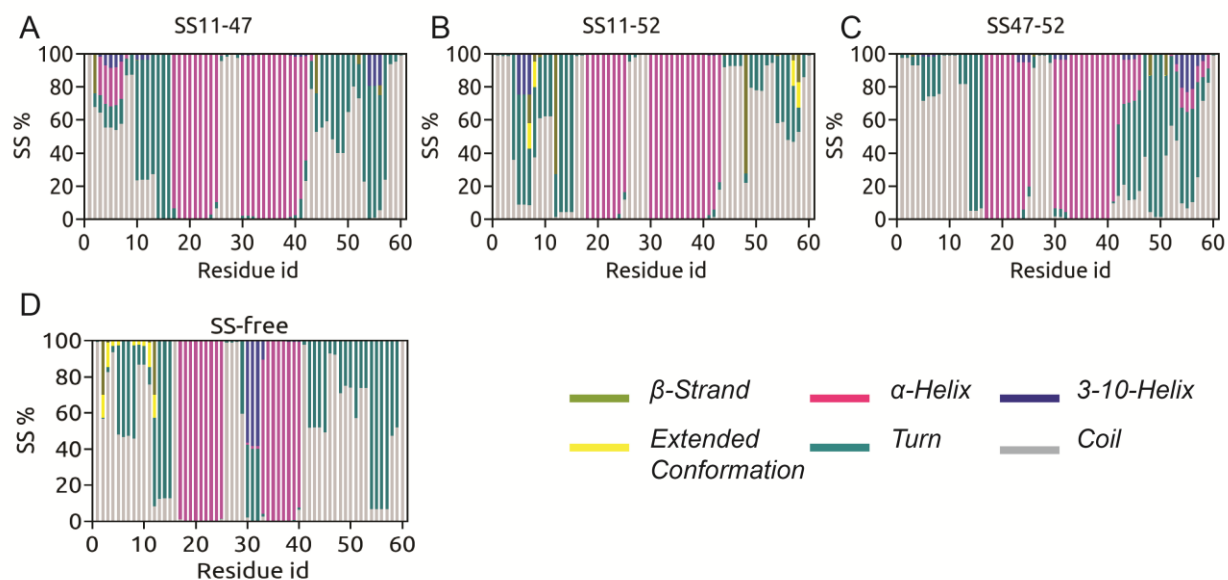 A
SS11-47
SS %
100
80
60
40
20
0
0 10 20 30 40 50 60
Residue id
B
SS11-52
SS %
100
80
60
40
20
0
0 10 20 30 40 50 60
Residue id
C
SS47-52
SS %
100
80
60
40
20
0
0 10 20 30 40 50 60
Residue id
D
SS-free
SS %
100
80
60
40
20
0
0 10 20 30 40 50 60
Residue id
β-Strand
α-Helix
3-10-Helix
Extended
Conformation
Turn
Coil